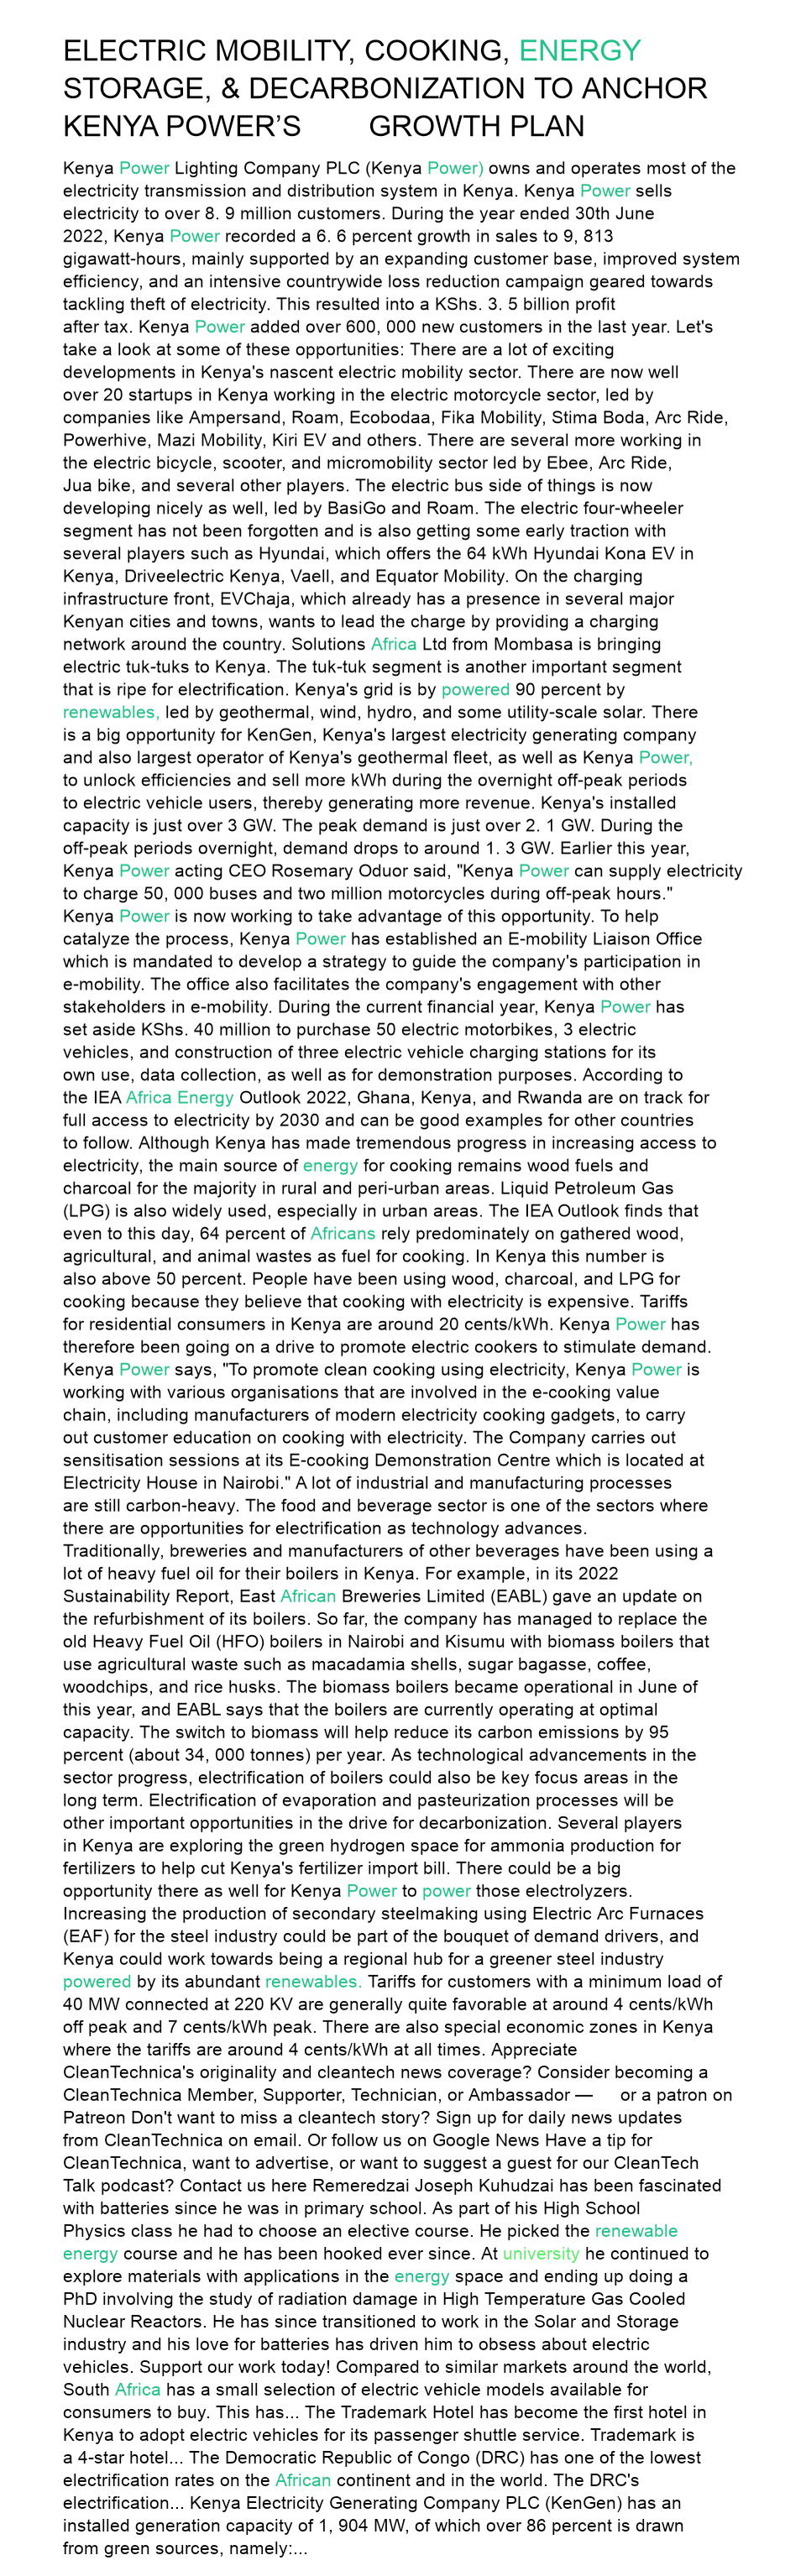 ELECTRIC MOBILITY, COOKING, ENERGY
STORAGE, & DECARBONIZATION TO ANCHOR
KENYA POWER’S GROWTH PLAN
Kenya Power Lighting Company PLC (Kenya Power) owns and operates most of the
electricity transmission and distribution system in Kenya. Kenya Power sells
electricity to over 8. 9 million customers. During the year ended 30th June
2022, Kenya Power recorded a 6. 6 percent growth in sales to 9, 813
gigawatt-hours, mainly supported by an expanding customer base, improved system
efficiency, and an intensive countrywide loss reduction campaign geared towards
tackling theft of electricity. This resulted into a KShs. 3. 5 billion profit
after tax. Kenya Power added over 600, 000 new customers in the last year. Let's
take a look at some of these opportunities: There are a lot of exciting
developments in Kenya's nascent electric mobility sector. There are now well
over 20 startups in Kenya working in the electric motorcycle sector, led by
companies like Ampersand, Roam, Ecobodaa, Fika Mobility, Stima Boda, Arc Ride,
Powerhive, Mazi Mobility, Kiri EV and others. There are several more working in
the electric bicycle, scooter, and micromobility sector led by Ebee, Arc Ride,
Jua bike, and several other players. The electric bus side of things is now
developing nicely as well, led by BasiGo and Roam. The electric four-wheeler
segment has not been forgotten and is also getting some early traction with
several players such as Hyundai, which offers the 64 kWh Hyundai Kona EV in
Kenya, Driveelectric Kenya, Vaell, and Equator Mobility. On the charging
infrastructure front, EVChaja, which already has a presence in several major
Kenyan cities and towns, wants to lead the charge by providing a charging
network around the country. Solutions Africa Ltd from Mombasa is bringing
electric tuk-tuks to Kenya. The tuk-tuk segment is another important segment
that is ripe for electrification. Kenya's grid is by powered 90 percent by
renewables, led by geothermal, wind, hydro, and some utility-scale solar. There
is a big opportunity for KenGen, Kenya's largest electricity generating company
and also largest operator of Kenya's geothermal fleet, as well as Kenya Power,
to unlock efficiencies and sell more kWh during the overnight off-peak periods
to electric vehicle users, thereby generating more revenue. Kenya's installed
capacity is just over 3 GW. The peak demand is just over 2. 1 GW. During the
off-peak periods overnight, demand drops to around 1. 3 GW. Earlier this year,
Kenya Power acting CEO Rosemary Oduor said, "Kenya Power can supply electricity
to charge 50, 000 buses and two million motorcycles during off-peak hours."
Kenya Power is now working to take advantage of this opportunity. To help
catalyze the process, Kenya Power has established an E-mobility Liaison Office
which is mandated to develop a strategy to guide the company's participation in
e-mobility. The office also facilitates the company's engagement with other
stakeholders in e-mobility. During the current financial year, Kenya Power has
set aside KShs. 40 million to purchase 50 electric motorbikes, 3 electric
vehicles, and construction of three electric vehicle charging stations for its
own use, data collection, as well as for demonstration purposes. According to
the IEA Africa Energy Outlook 2022, Ghana, Kenya, and Rwanda are on track for
full access to electricity by 2030 and can be good examples for other countries
to follow. Although Kenya has made tremendous progress in increasing access to
electricity, the main source of energy for cooking remains wood fuels and
charcoal for the majority in rural and peri-urban areas. Liquid Petroleum Gas
(LPG) is also widely used, especially in urban areas. The IEA Outlook finds that
even to this day, 64 percent of Africans rely predominately on gathered wood,
agricultural, and animal wastes as fuel for cooking. In Kenya this number is
also above 50 percent. People have been using wood, charcoal, and LPG for
cooking because they believe that cooking with electricity is expensive. Tariffs
for residential consumers in Kenya are around 20 cents/kWh. Kenya Power has
therefore been going on a drive to promote electric cookers to stimulate demand.
Kenya Power says, "To promote clean cooking using electricity, Kenya Power is
working with various organisations that are involved in the e-cooking value
chain, including manufacturers of modern electricity cooking gadgets, to carry
out customer education on cooking with electricity. The Company carries out
sensitisation sessions at its E-cooking Demonstration Centre which is located at
Electricity House in Nairobi." A lot of industrial and manufacturing processes
are still carbon-heavy. The food and beverage sector is one of the sectors where
there are opportunities for electrification as technology advances.
Traditionally, breweries and manufacturers of other beverages have been using a
lot of heavy fuel oil for their boilers in Kenya. For example, in its 2022
Sustainability Report, East African Breweries Limited (EABL) gave an update on
the refurbishment of its boilers. So far, the company has managed to replace the
old Heavy Fuel Oil (HFO) boilers in Nairobi and Kisumu with biomass boilers that
use agricultural waste such as macadamia shells, sugar bagasse, coffee,
woodchips, and rice husks. The biomass boilers became operational in June of
this year, and EABL says that the boilers are currently operating at optimal
capacity. The switch to biomass will help reduce its carbon emissions by 95
percent (about 34, 000 tonnes) per year. As technological advancements in the
sector progress, electrification of boilers could also be key focus areas in the
long term. Electrification of evaporation and pasteurization processes will be
other important opportunities in the drive for decarbonization. Several players
in Kenya are exploring the green hydrogen space for ammonia production for
fertilizers to help cut Kenya's fertilizer import bill. There could be a big
opportunity there as well for Kenya Power to power those electrolyzers.
Increasing the production of secondary steelmaking using Electric Arc Furnaces
(EAF) for the steel industry could be part of the bouquet of demand drivers, and
Kenya could work towards being a regional hub for a greener steel industry
powered by its abundant renewables. Tariffs for customers with a minimum load of
40 MW connected at 220 KV are generally quite favorable at around 4 cents/kWh
off peak and 7 cents/kWh peak. There are also special economic zones in Kenya
where the tariffs are around 4 cents/kWh at all times. Appreciate
CleanTechnica's originality and cleantech news coverage? Consider becoming a
CleanTechnica Member, Supporter, Technician, or Ambassador — or a patron on
Patreon Don't want to miss a cleantech story? Sign up for daily news updates
from CleanTechnica on email. Or follow us on Google News Have a tip for
CleanTechnica, want to advertise, or want to suggest a guest for our CleanTech
Talk podcast? Contact us here Remeredzai Joseph Kuhudzai has been fascinated
with batteries since he was in primary school. As part of his High School
Physics class he had to choose an elective course. He picked the renewable
energy course and he has been hooked ever since. At university he continued to
explore materials with applications in the energy space and ending up doing a
PhD involving the study of radiation damage in High Temperature Gas Cooled
Nuclear Reactors. He has since transitioned to work in the Solar and Storage
industry and his love for batteries has driven him to obsess about electric
vehicles. Support our work today! Compared to similar markets around the world,
South Africa has a small selection of electric vehicle models available for
consumers to buy. This has... The Trademark Hotel has become the first hotel in
Kenya to adopt electric vehicles for its passenger shuttle service. Trademark is
a 4-star hotel... The Democratic Republic of Congo (DRC) has one of the lowest
electrification rates on the African continent and in the world. The DRC's
electrification... Kenya Electricity Generating Company PLC (KenGen) has an
installed generation capacity of 1, 904 MW, of which over 86 percent is drawn
from green sources, namely:...